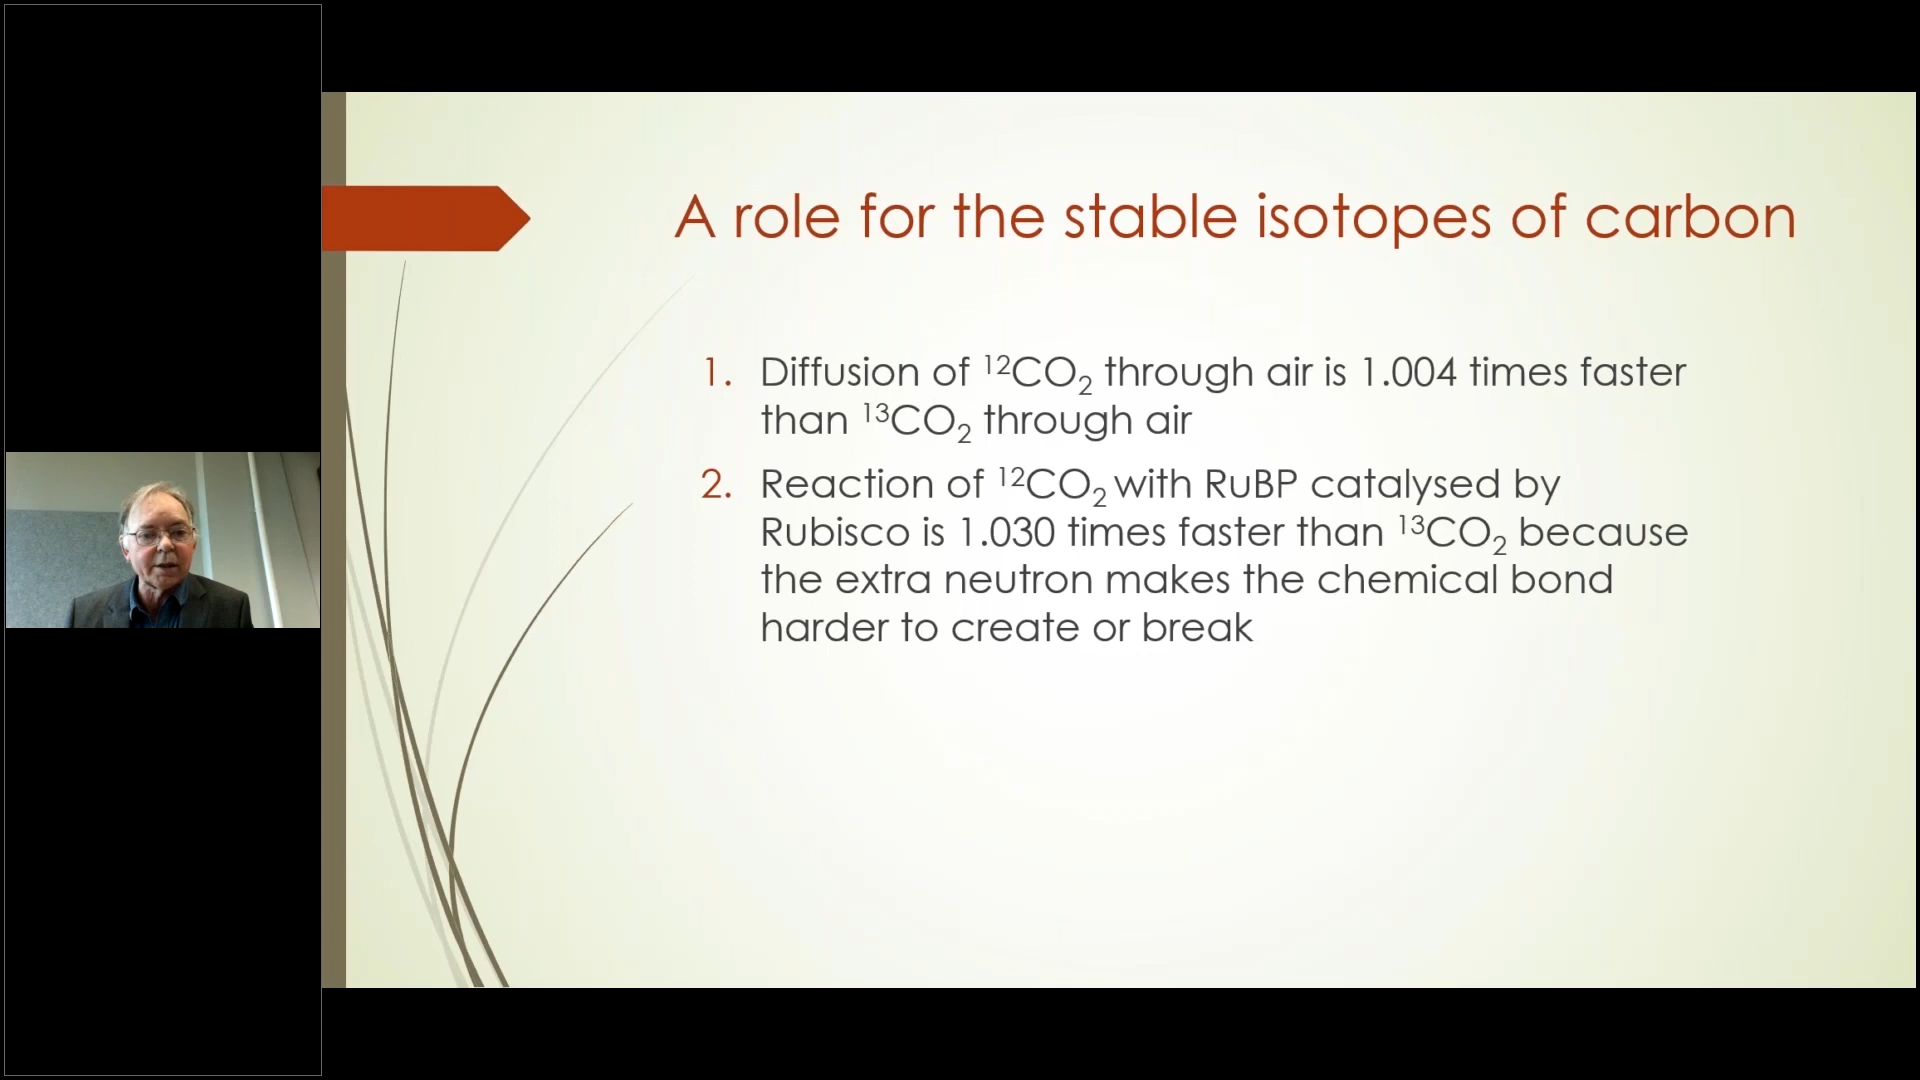 A role for the stable isotopes of carbon
1. Diffusion of ¹²CO₂ through air is 1.004 times faster
than ¹³CO₂ through air
2. Reaction of ¹²CO₂ with RuBP catalysed by
Rubisco is 1.030 times faster than ¹³CO₂ because
the extra neutron makes the chemical bond
harder to create or break